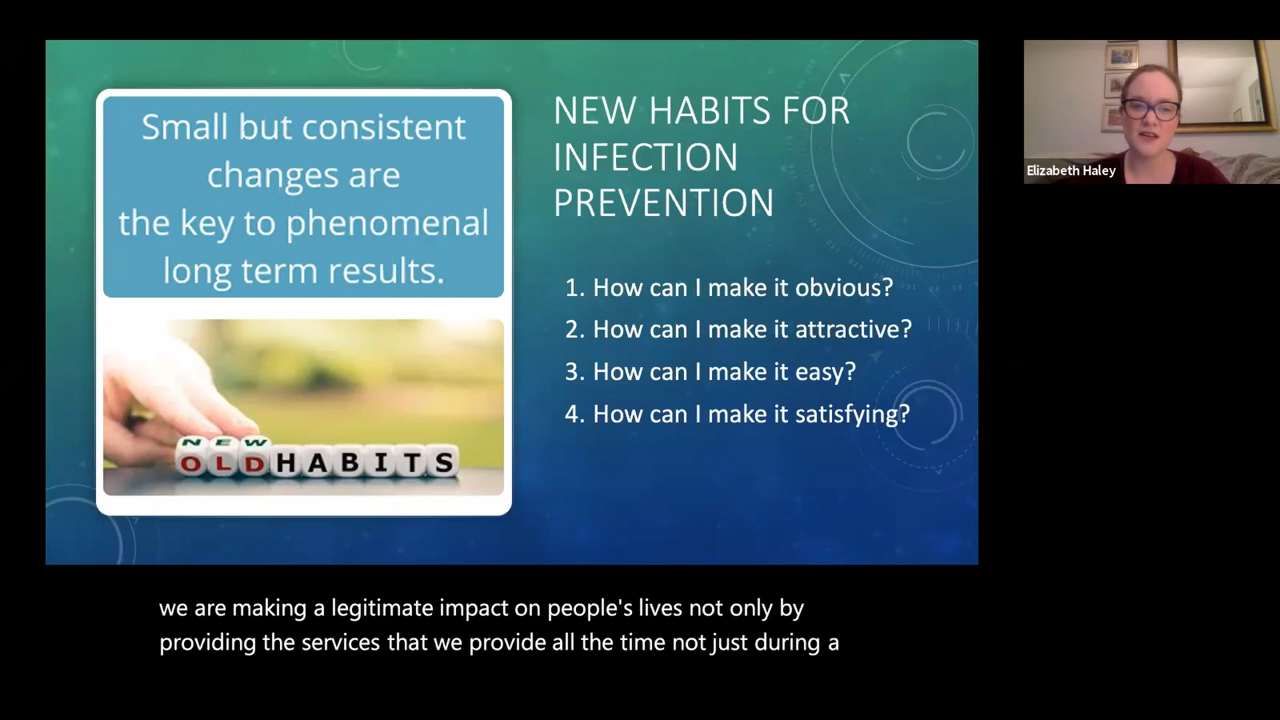 Small but consistent
changes are
the key to phenomenal
long term results.
NEW
OLDHABITS
NEW HABITS FOR
INFECTION
PREVENTION
1. How can I make it obvious?
2. How can I make it attractive?
3. How can I make it easy?
4. How can I make it satisfying?
Elizabeth Haley
we are making a legitimate impact on people's lives not only by
providing the services that we provide all the time not just during a